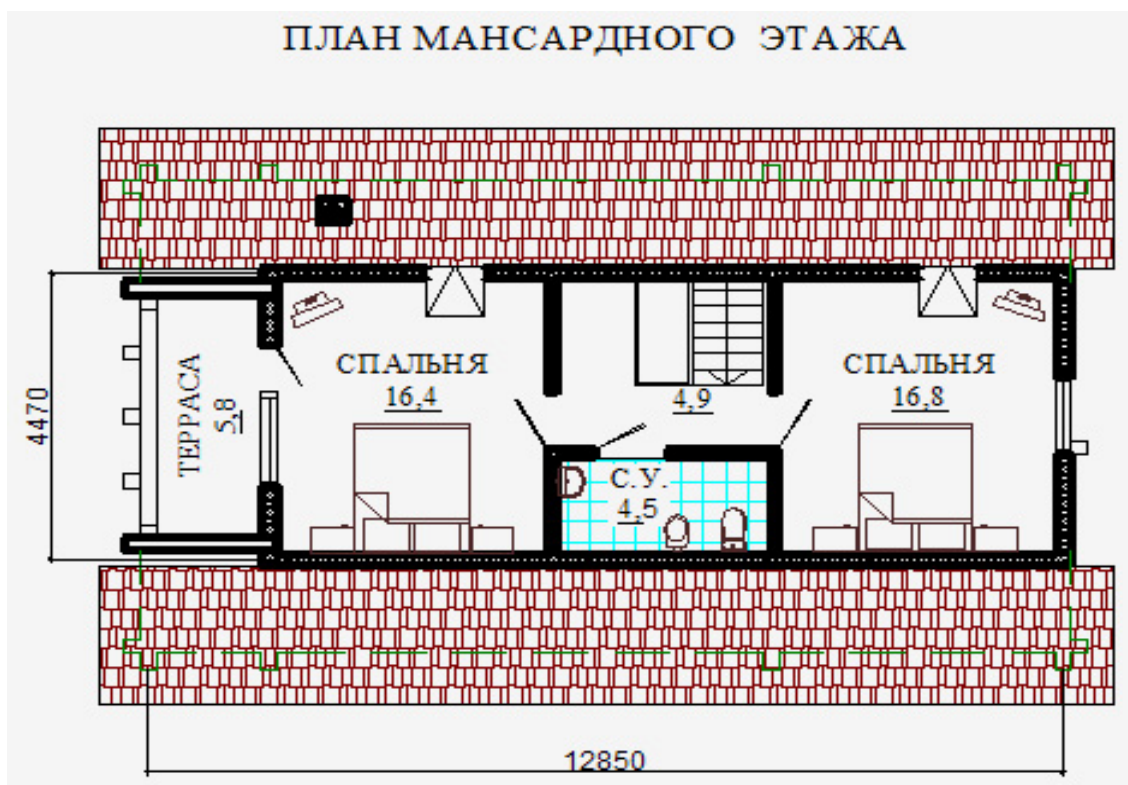 ПЛАН МАНСАРДНОГО ЭТАЖА
4470
ТЕРРАСА
5,8
СПАЛЬНЯ
16,4
4,9
СПАЛЬНЯ
16,8
С.У.
4,5
12850